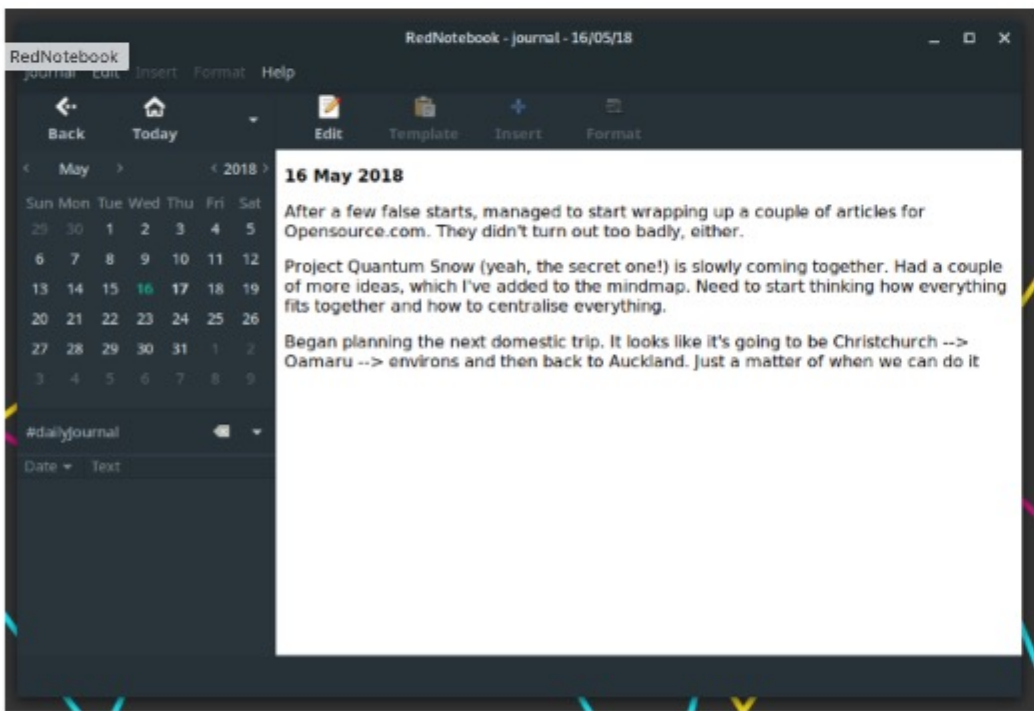 RedNotebook - journal - 16/05/18
RedNotebook
Journal Edit Insert Format Help
Back Today Edit Template Insert Format
< May > < 2018 >
Sun Mon Tue Wed Thu Fri Sat
29 30 1 2 3 4 5
6 7 8 9 10 11 12
13 14 15 16 17 18 19
20 21 22 23 24 25 26
27 28 29 30 31 1 2
3 4 5 6 7 8 9
#dailyJournal
Date Text
16 May 2018
After a few false starts, managed to start wrapping up a couple of articles for
Opensource.com. They didn't turn out too badly, either.
Project Quantum Snow (yeah, the secret one!) is slowly coming together. Had a couple
of more ideas, which I've added to the mindmap. Need to start thinking how everything
fits together and how to centralise everything.
Began planning the next domestic trip. It looks like it's going to be Christchurch -->
Oamaru --> environs and then back to Auckland. Just a matter of when we can do it